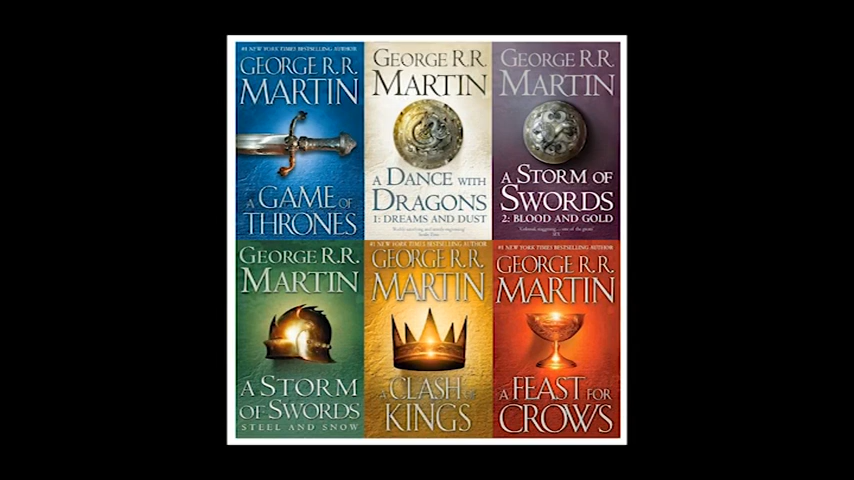 #1 NEW YORK TIMES BESTSELLING AUTHOR
GEORGE R.R.
MARTIN
A GAME OF
THRONES
GEORGE R.R.
MARTIN
A DANCE WITH
DRAGONS
1: DREAMS AND DUST
GEORGE R.R.
MARTIN
A STORM OF
SWORDS
2: BLOOD AND GOLD
GEORGE R.R.
MARTIN
A STORM
OF SWORDS
STEEL AND SNOW
#1 NEW YORK TIMES BESTSELLING AUTHOR
GEORGE R.R.
MARTIN
A CLASH OF
KINGS
#1 NEW YORK TIMES BESTSELLING AUTHOR
GEORGE R.R.
MARTIN
A FEAST FOR
CROWS